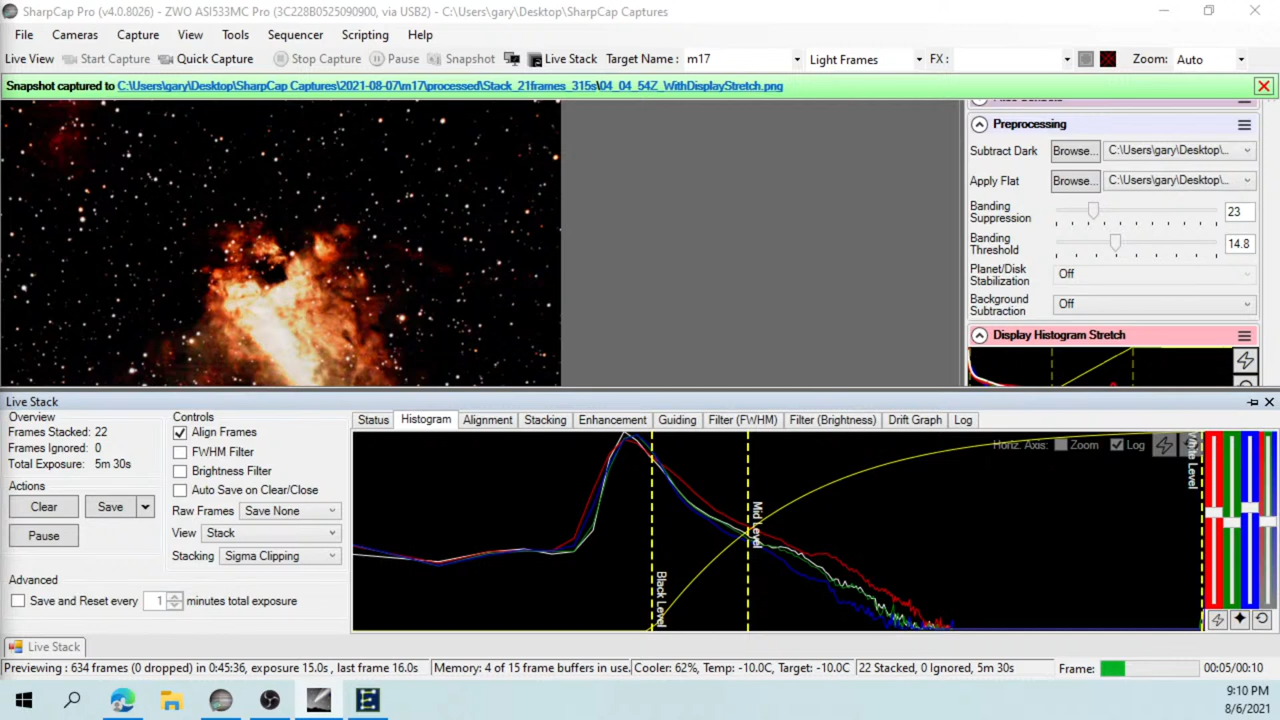 SharpCap Pro (v4.0.8026) - ZWO ASI533MC Pro (3C228B0525090900, via USB2) - C:\Users\gary\Desktop\SharpCap Captures
File Cameras Capture View Tools Sequencer Scripting Help
Live View Start Capture Quick Capture Stop Capture Pause Snapshot Live Stack Target Name : m17 Light Frames FX : Zoom: Auto
Snapshot captured to C:\Users\gary\Desktop\SharpCap Captures\2021-08-07\m17\processed\Stack_21frames_315s\04_04_54Z_WithDisplayStretch.png
Preprocessing
Subtract Dark Browse... C:\Users\gary\Desktop\...
Apply Flat Browse... C:\Users\gary\Desktop\...
Banding
Suppression 23
Banding
Threshold 14.8
Planet/Disk
Stabilization Off
Background
Subtraction Off
Display Histogram Stretch
Live Stack
Overview
Frames Stacked: 22
Frames Ignored: 0
Total Exposure: 5m 30s
Actions
Clear Save
Pause
Advanced
Save and Reset every 1 minutes total exposure
Controls
Align Frames
FWHM Filter
Brightness Filter
Auto Save on Clear/Close
Raw Frames Save None
View Stack
Stacking Sigma Clipping
Status Histogram Alignment Stacking Enhancement Guiding Filter (FWHM) Filter (Brightness) Drift Graph Log
Horiz. Axis: Zoom Log
Black Level
Mid Level
White Level
Live Stack
Previewing : 634 frames (0 dropped) in 0:45:36, exposure 15.0s, last frame 16.0s Memory: 4 of 15 frame buffers in use. Cooler: 62%, Temp: -10.0C, Target: -10.0C 22 Stacked, 0 Ignored, 5m 30s Frame: 00:05/00:10
9:10 PM
8/6/2021